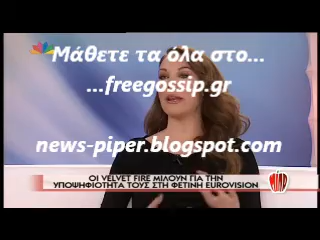 Μάθετε τα όλα στο...
...freegossip.gr
news-piper.blogspot.com
ΟΙ VELVET FIRE ΜΙΛΟΥΝ ΓΙΑ ΤΗΝ
ΥΠΟΨΗΦΙΟΤΗΤΑ ΤΟΥΣ ΣΤΗ ΦΕΤΙΝΗ EUROVISION